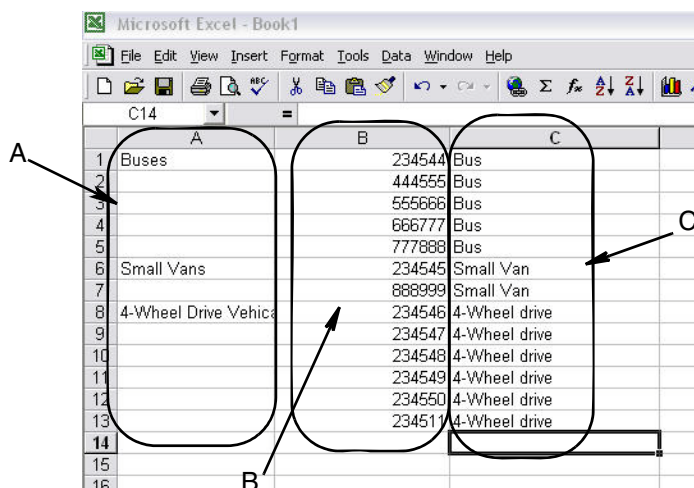 Microsoft Excel - Book1
File Edit View Insert Format Tools Data Window Help
ABC Σ fx A Z Z A
C14 =
A B C
A
1 Buses 234544 Bus
2 444555 Bus
3 555666 Bus
4 666777 Bus
C
5 777888 Bus
6 Small Vans 234545 Small Van
7 888999 Small Van
8 4-Wheel Drive Vehica 234546 4-Wheel drive
9 234547 4-Wheel drive
10 234548 4-Wheel drive
11 234549 4-Wheel drive
12 234550 4-Wheel drive
13 234511 4-Wheel drive
14
15
B
16